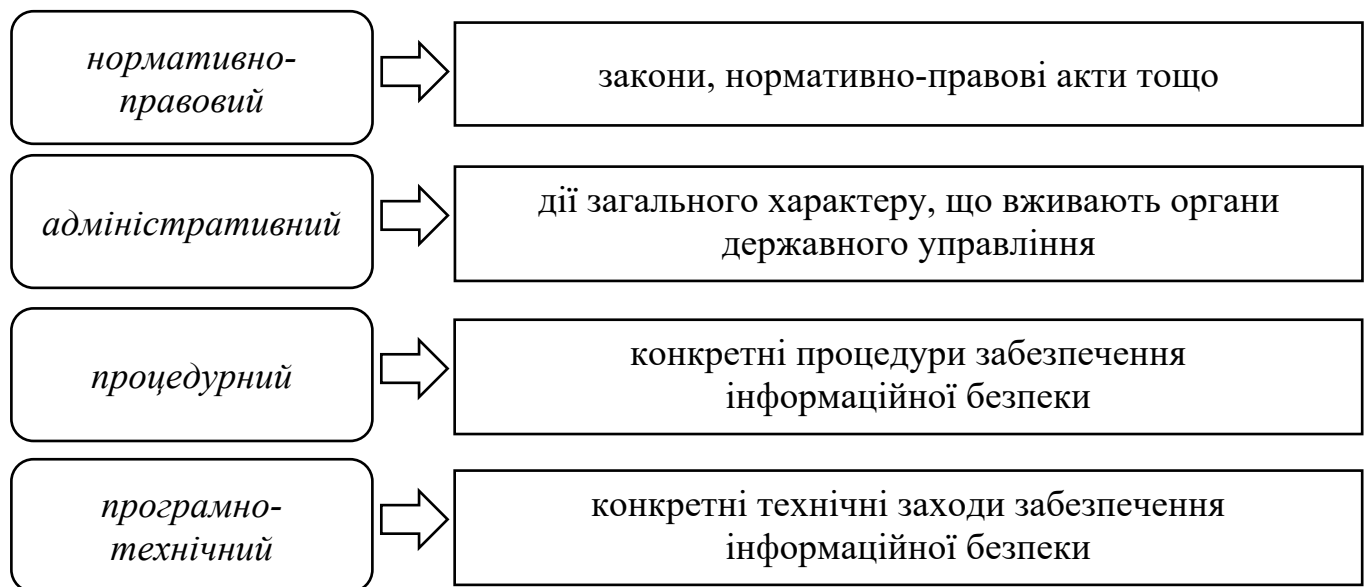 нормативно-
правовий
закони, нормативно-правові акти тощо
адміністративний
дії загального характеру, що вживають органи
державного управління
процедурний
конкретні процедури забезпечення
інформаційної безпеки
програмно-
технічний
конкретні технічні заходи забезпечення
інформаційної безпеки